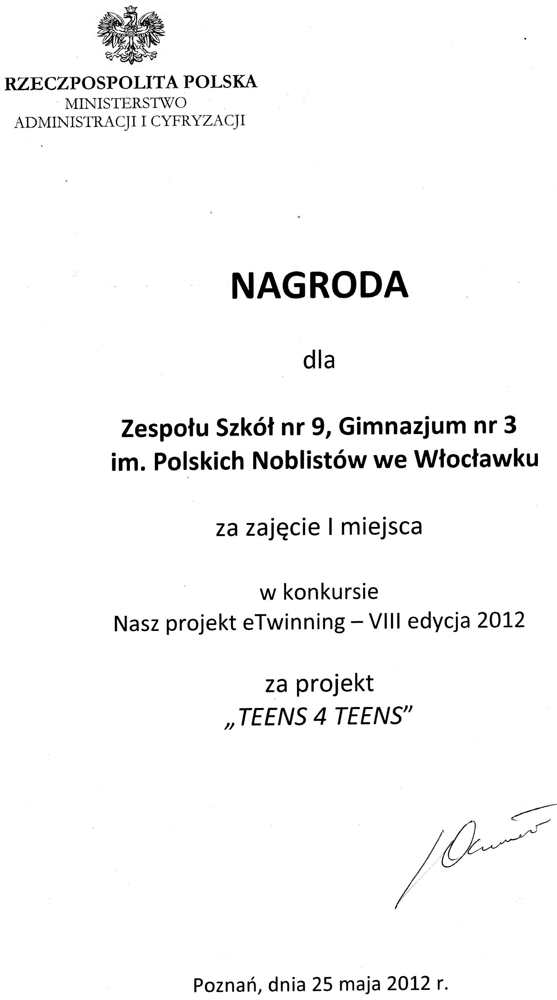 RZECZPOSPOLITA POLSKA
MINISTERSTWO
ADMINISTRACJI I CYFRYZACJI
NAGRODA
dla
Zespołu Szkół nr 9, Gimnazjum nr 3
im. Polskich Noblistów we Włocławku
za zajęcie I miejsca
w konkursie
Nasz projekt eTwinning – VIII edycja 2012
za projekt
„TEENS 4 TEENS”
Poznań, dnia 25 maja 2012 r.